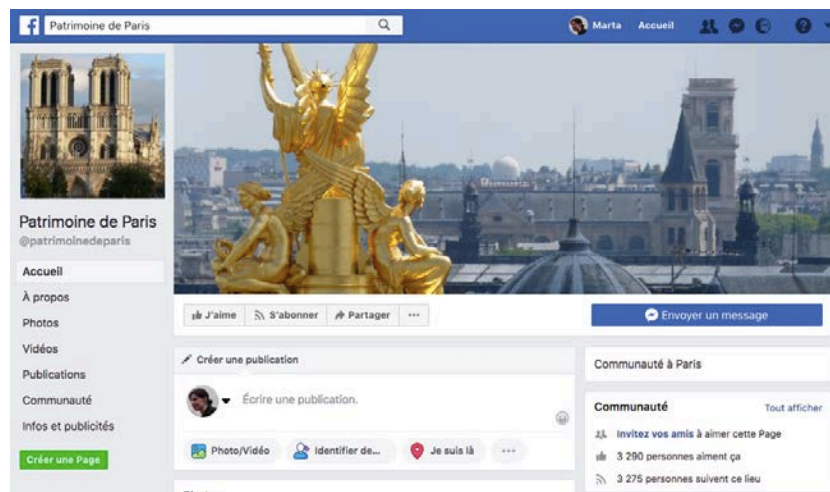 Patrimoine de Paris
Marta Accueil
Patrimoine de Paris
@patrimoinedeparis
Accueil
À propos
Photos
Vidéos
Publications
Communauté
Infos et publicités
Créer une Page
J'aime S'abonner Partager ...
Envoyer un message
Créer une publication
Écrire une publication.
Photo/Vidéo Identifier de... Je suis là ...
Communauté à Paris
Communauté Tout afficher
Invitez vos amis à aimer cette Page
3 290 personnes aiment ça
3 275 personnes suivent ce lieu